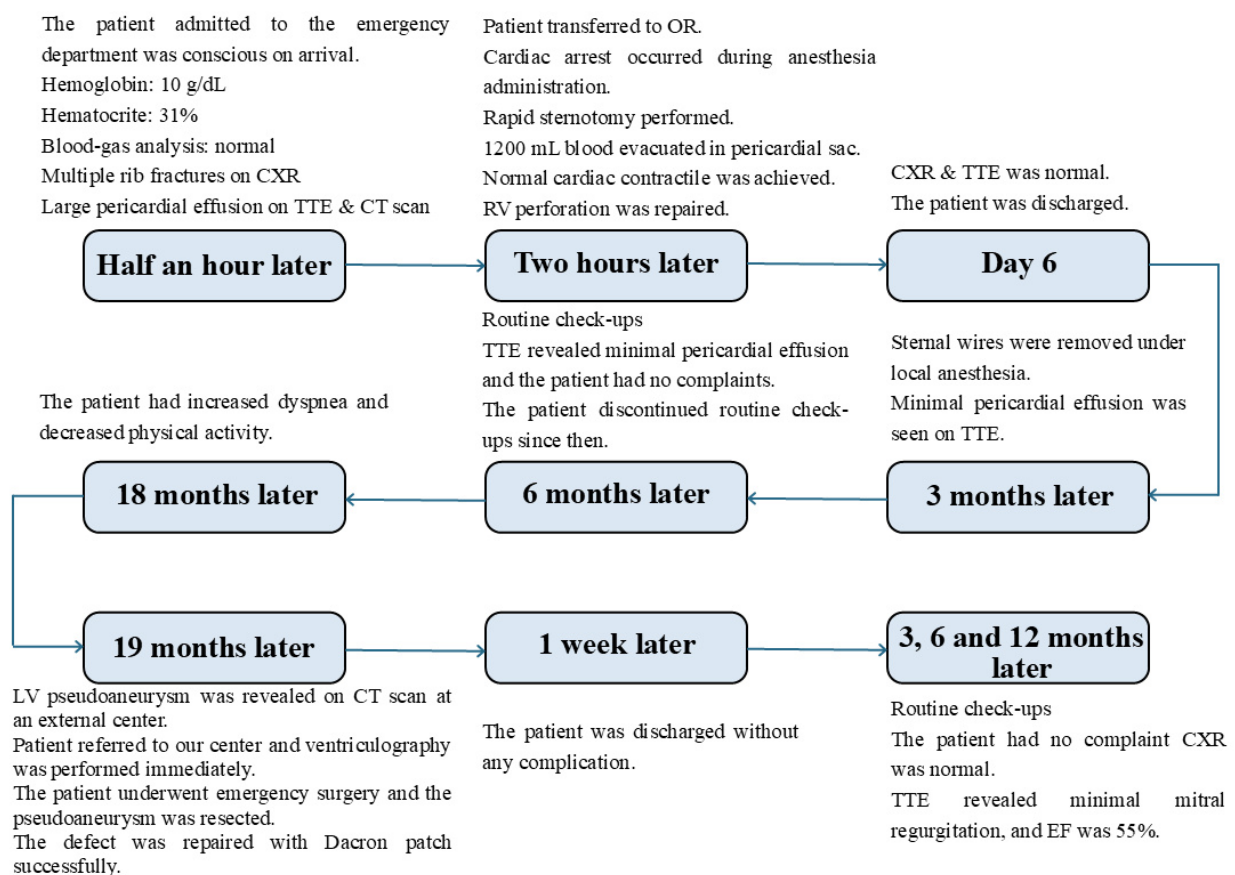 The patient admitted to the emergency
department was conscious on arrival.
Hemoglobin: 10 g/dL
Hematocrite: 31%
Blood-gas analysis: normal
Multiple rib fractures on CXR
Large pericardial effusion on TTE & CT scan
Half an hour later
Patient transferred to OR.
Cardiac arrest occurred during anesthesia
administration.
Rapid sternotomy performed.
1200 mL blood evacuated in pericardial sac.
Normal cardiac contractile was achieved.
RV perforation was repaired.
Two hours later
CXR & TTE was normal.
The patient was discharged.
Day 6
Sternal wires were removed under
local anesthesia.
Minimal pericardial effusion was
seen on TTE.
3 months later
Routine check-ups
TTE revealed minimal pericardial effusion
and the patient had no complaints.
The patient discontinued routine check-
ups since then.
6 months later
The patient had increased dyspnea and
decreased physical activity.
18 months later
19 months later
LV pseudoaneurysm was revealed on CT scan at
an external center.
Patient referred to our center and ventriculography
was performed immediately.
The patient underwent emergency surgery and the
pseudoaneurysm was resected.
The defect was repaired with Dacron patch
successfully.
1 week later
The patient was discharged without
any complication.
3, 6 and 12 months
later
Routine check-ups
The patient had no complaint CXR
was normal.
TTE revealed minimal mitral
regurgitation, and EF was 55%.